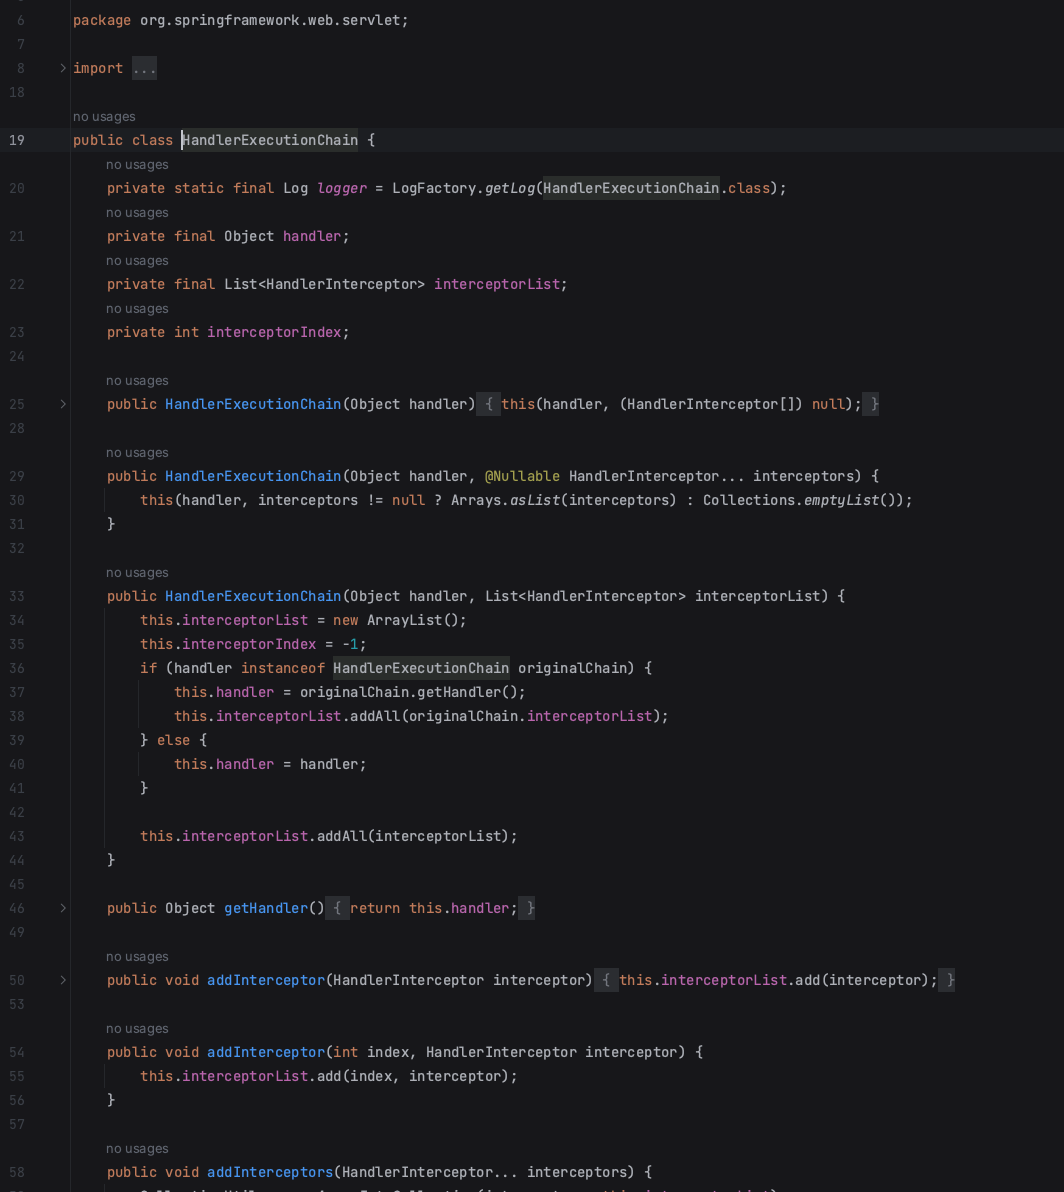 6 package org.springframework.web.servlet;
7
8 import ...
18
no usages
19 public class HandlerExecutionChain {
no usages
20 private static final Log logger = LogFactory.getLog(HandlerExecutionChain.class);
no usages
21 private final Object handler;
no usages
22 private final List<HandlerInterceptor> interceptorList;
no usages
23 private int interceptorIndex;
24
no usages
25 public HandlerExecutionChain(Object handler) { this(handler, (HandlerInterceptor[]) null); }
28
no usages
29 public HandlerExecutionChain(Object handler, @Nullable HandlerInterceptor... interceptors) {
30 this(handler, interceptors != null ? Arrays.asList(interceptors) : Collections.emptyList());
31 }
32
no usages
33 public HandlerExecutionChain(Object handler, List<HandlerInterceptor> interceptorList) {
34 this.interceptorList = new ArrayList();
35 this.interceptorIndex = -1;
36 if (handler instanceof HandlerExecutionChain originalChain) {
37 this.handler = originalChain.getHandler();
38 this.interceptorList.addAll(originalChain.interceptorList);
39 } else {
40 this.handler = handler;
41 }
42
43 this.interceptorList.addAll(interceptorList);
44 }
45
46 public Object getHandler() { return this.handler; }
49
no usages
50 public void addInterceptor(HandlerInterceptor interceptor) { this.interceptorList.add(interceptor); }
53
no usages
54 public void addInterceptor(int index, HandlerInterceptor interceptor) {
55 this.interceptorList.add(index, interceptor);
56 }
57
no usages
58 public void addInterceptors(HandlerInterceptor... interceptors) {